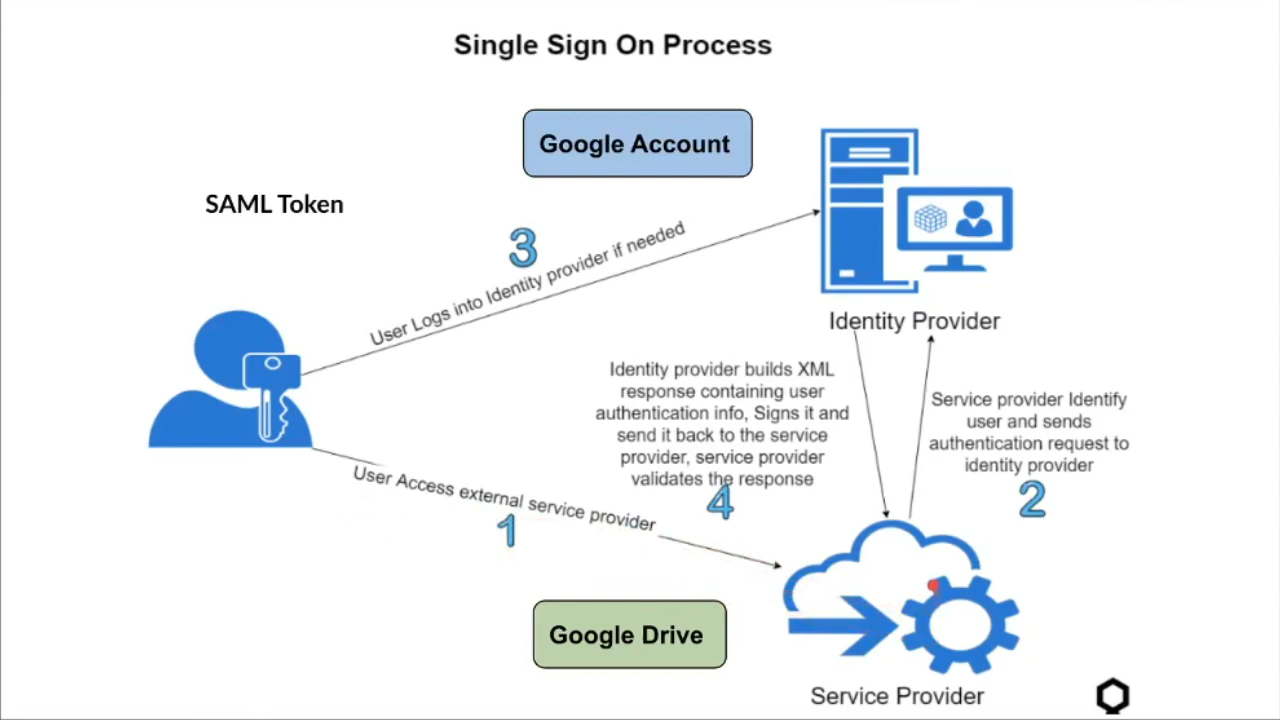 Single Sign On Process
Google Account
SAML Token
3
User Logs into Identity provider if needed
Identity Provider
Identity provider builds XML
response containing user
authentication info, Signs it and
send it back to the service
provider, service provider
validates the response
4
Service provider Identify
user and sends
authentication request to
identity provider
2
User Access external service provider
1
Google Drive
Service Provider